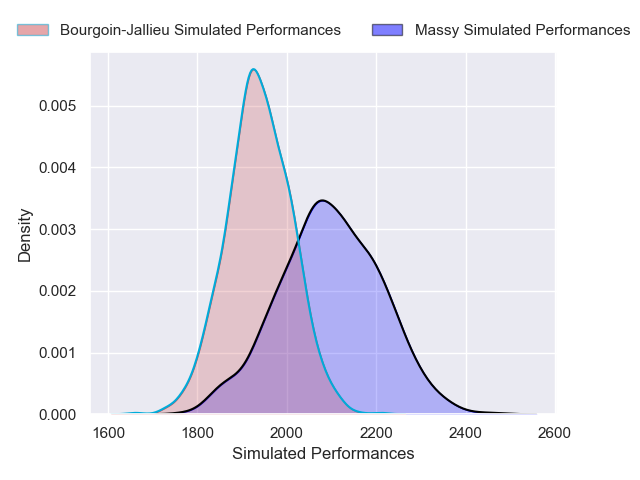 Bourgoin-Jallieu Simulated Performances Massy Simulated Performances
0.005
0.004
0.003
0.002
0.001
0.000
Density
1600 1800 2000 2200 2400 2600
Simulated Performances